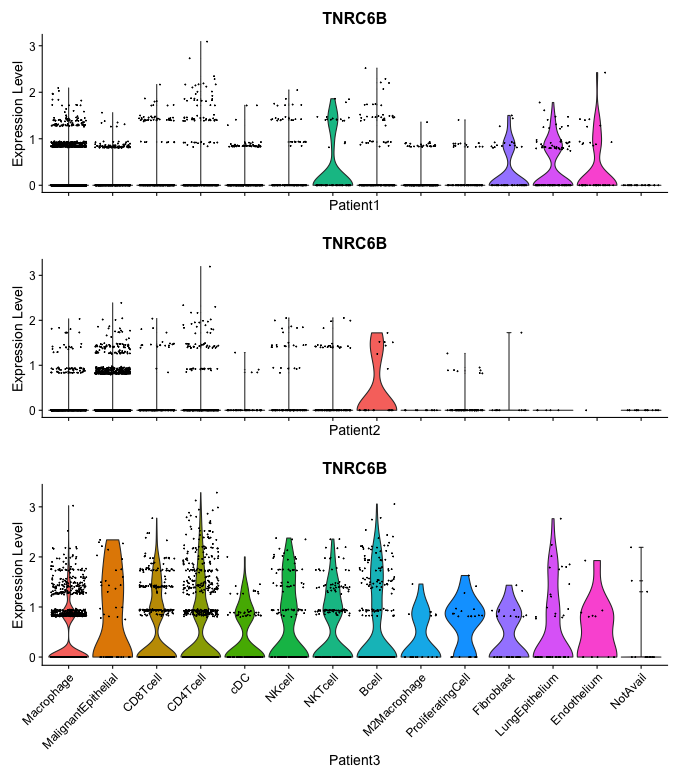 TNRC6B
Expression Level
3
2
1
0
Patient1
TNRC6B
Expression Level
3
2
1
0
Patient2
TNRC6B
Expression Level
3
2
1
0
Macrophage
MalignantEpithelial
CD8Tcell
CD4Tcell
cDC
NKcell
NKTcell
Bcell
M2Macrophage
ProliferatingCell
Fibroblast
LungEpithelium
Endothelium
NotAvail
Patient3